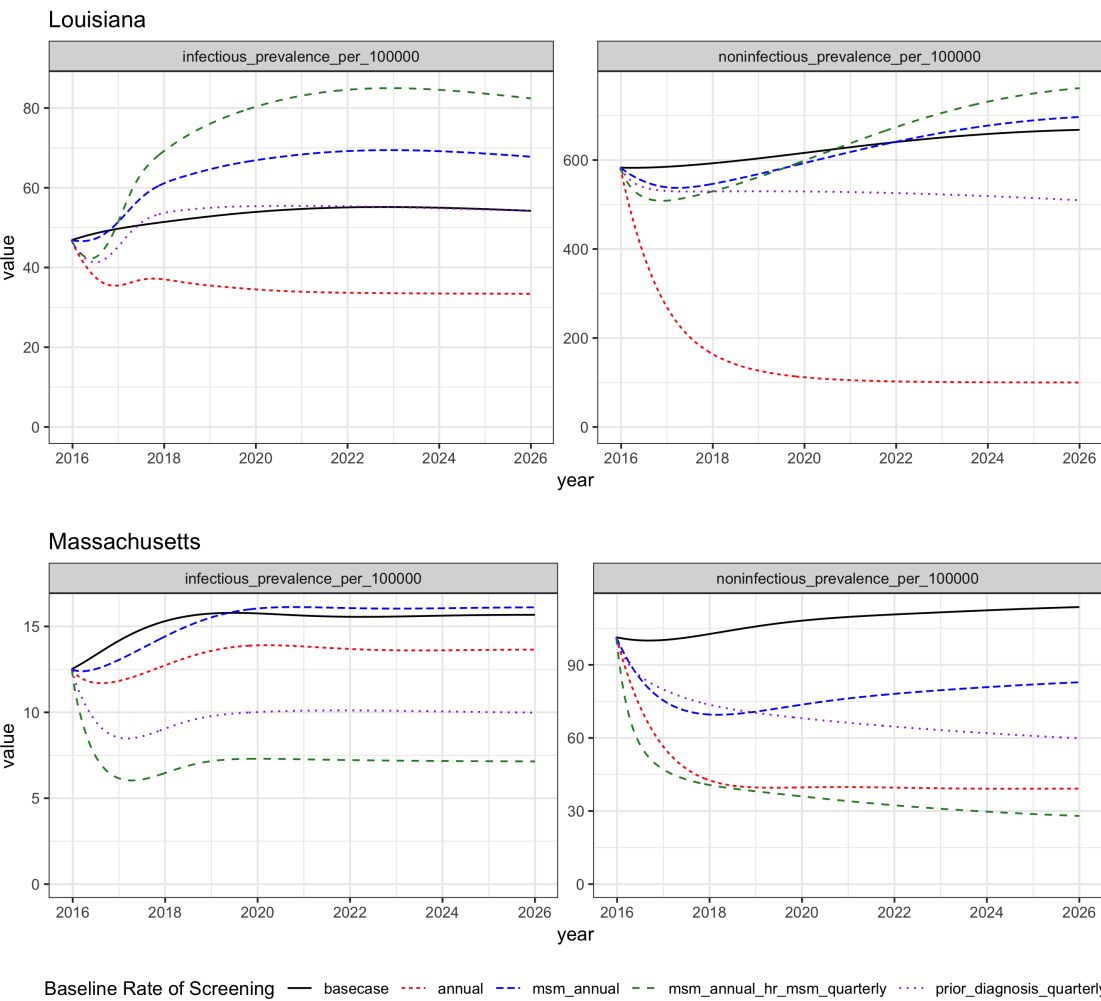 Louisiana
infectious_prevalence_per_100000 noninfectious_prevalence_per_100000
80
60
40
20
0
600
400
200
0
value
2016 2018 2020 2022 2024 2026 2016 2018 2020 2022 2024 2026
year
Massachusetts
infectious_prevalence_per_100000 noninfectious_prevalence_per_100000
15
10
5
0
90
60
30
0
value
2016 2018 2020 2022 2024 2026 2016 2018 2020 2022 2024 2026
year
Baseline Rate of Screening basecase annual msm_annual msm_annual_hr_msm_quarterly prior_diagnosis_quarterly